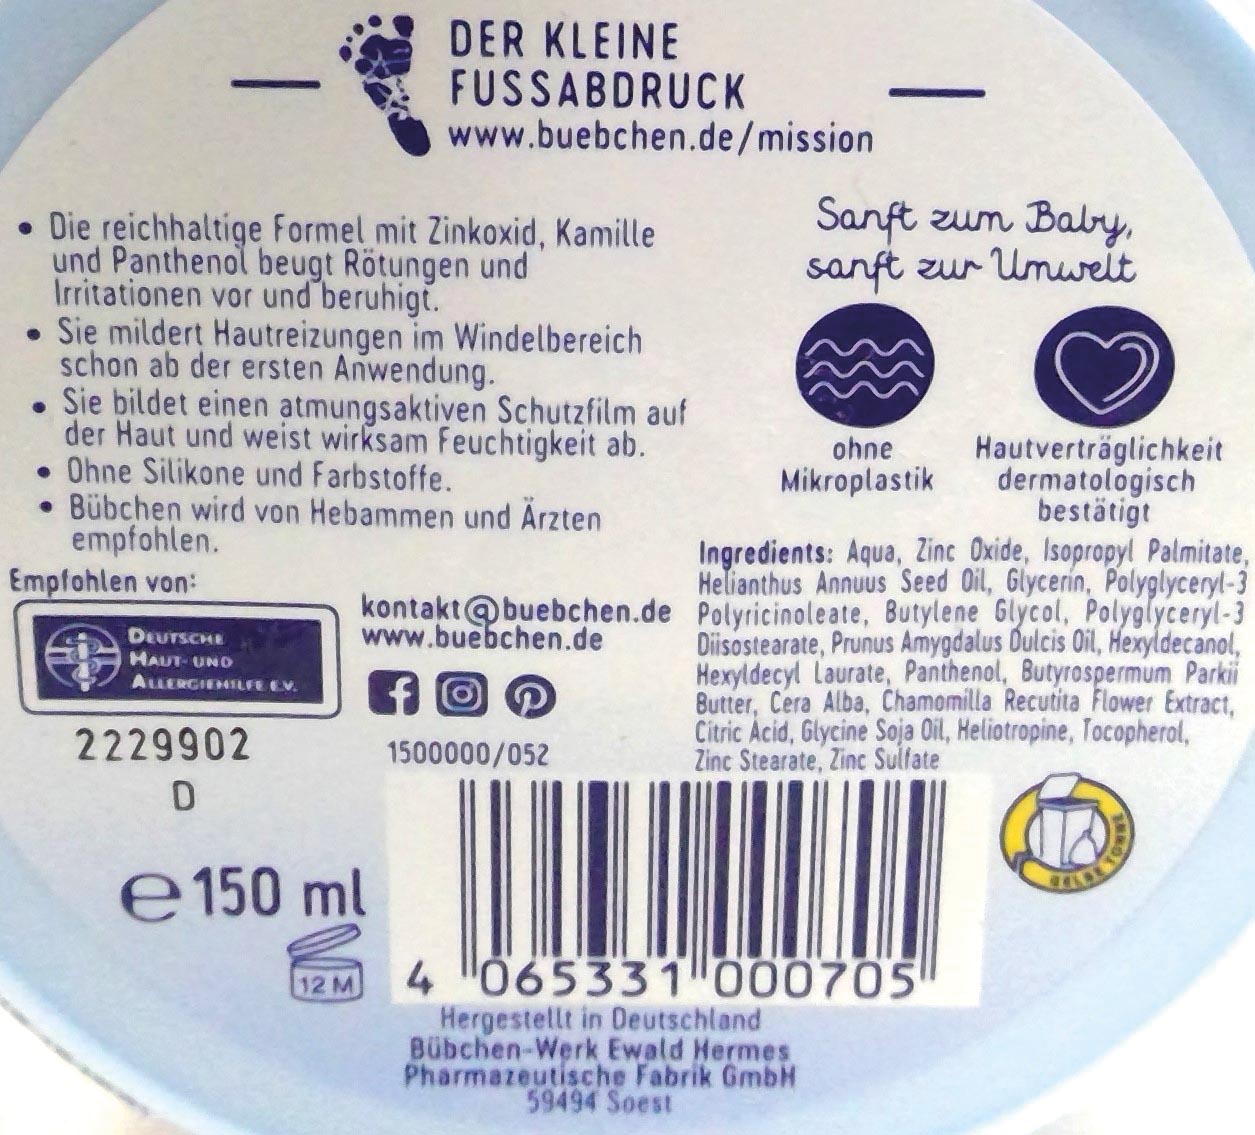 DER KLEINE
FUSSABDRUCK
www.buebchen.de/mission
• Die reichhaltige Formel mit Zinkoxid, Kamille
und Panthenol beugt Rötungen und
Irritationen vor und beruhigt.
• Sie mildert Hautreizungen im Windelbereich
schon ab der ersten Anwendung.
• Sie bildet einen atmungsaktiven Schutzfilm auf
der Haut und weist wirksam Feuchtigkeit ab.
• Ohne Silikone und Farbstoffe.
• Bübchen wird von Hebammen und Ärzten
empfohlen.
Sanft zum Baby,
sanft zur Umwelt
ohne
Mikroplastik
Hautverträglichkeit
dermatologisch
bestätigt
Empfohlen von:
DEUTSCHE
HAUT- UND
ALLERGIEHILFE E.V.
2229902
D
kontakt@buebchen.de
www.buebchen.de
1500000/052
Ingredients: Aqua, Zinc Oxide, Isopropyl Palmitate,
Helianthus Annuus Seed Oil, Glycerin, Polyglyceryl-3
Polyricinoleate, Butylene Glycol, Polyglyceryl-3
Diisostearate, Prunus Amygdalus Dulcis Oil, Hexyldecanol,
Hexyldecyl Laurate, Panthenol, Butyrospermum Parkii
Butter, Cera Alba, Chamomilla Recutita Flower Extract,
Citric Acid, Glycine Soja Oil, Heliotropine, Tocopherol,
Zinc Stearate, Zinc Sulfate
GELBE TONNE
e 150 ml
12 M
4 065331 000705
Hergestellt in Deutschland
Bübchen-Werk Ewald Hermes
Pharmazeutische Fabrik GmbH
59494 Soest